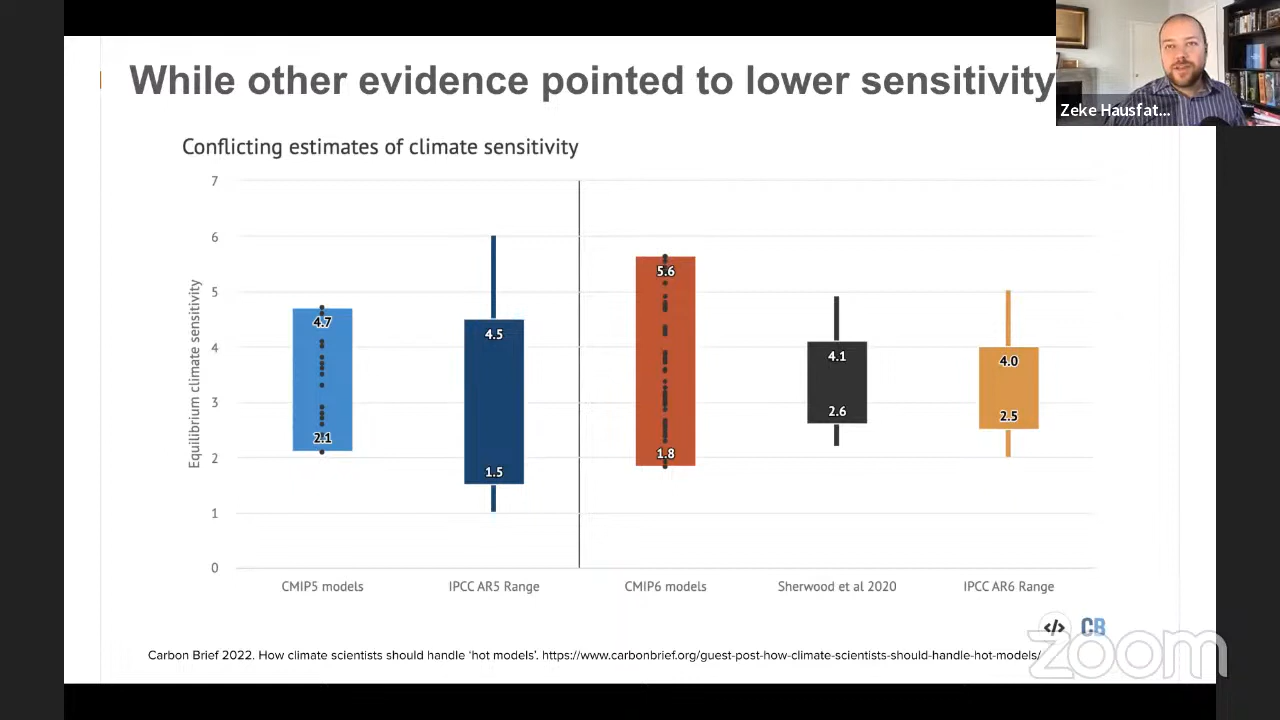 While other evidence pointed to lower sensitivity
Zeke Hausfat...
Conflicting estimates of climate sensitivity
Equilibrium climate sensitivity
7
6
5
4
3
2
1
0
4.7
2.1
4.5
1.5
5.6
1.8
4.1
2.6
4.0
2.5
CMIP5 models
IPCC AR5 Range
CMIP6 models
Sherwood et al 2020
IPCC AR6 Range
</> CB
Carbon Brief 2022. How climate scientists should handle ‘hot models’. https://www.carbonbrief.org/guest-post-how-climate-scientists-should-handle-hot-models/
zoom